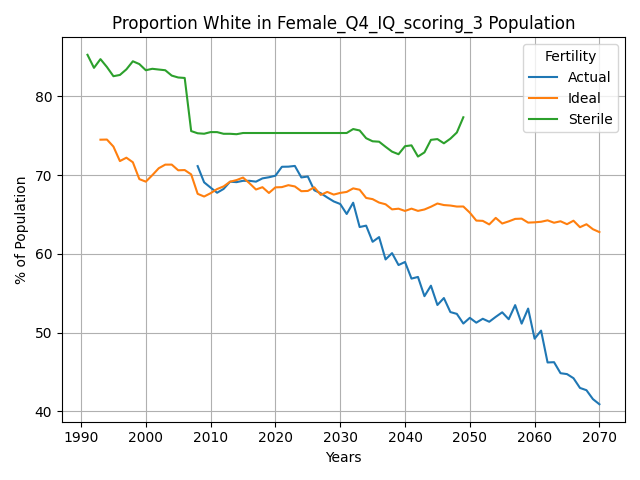 Proportion White in Female_Q4_IQ_scoring_3 Population
Fertility
Actual
Ideal
Sterile
% of Population
80
70
60
50
40
1990 2000 2010 2020 2030 2040 2050 2060 2070
Years